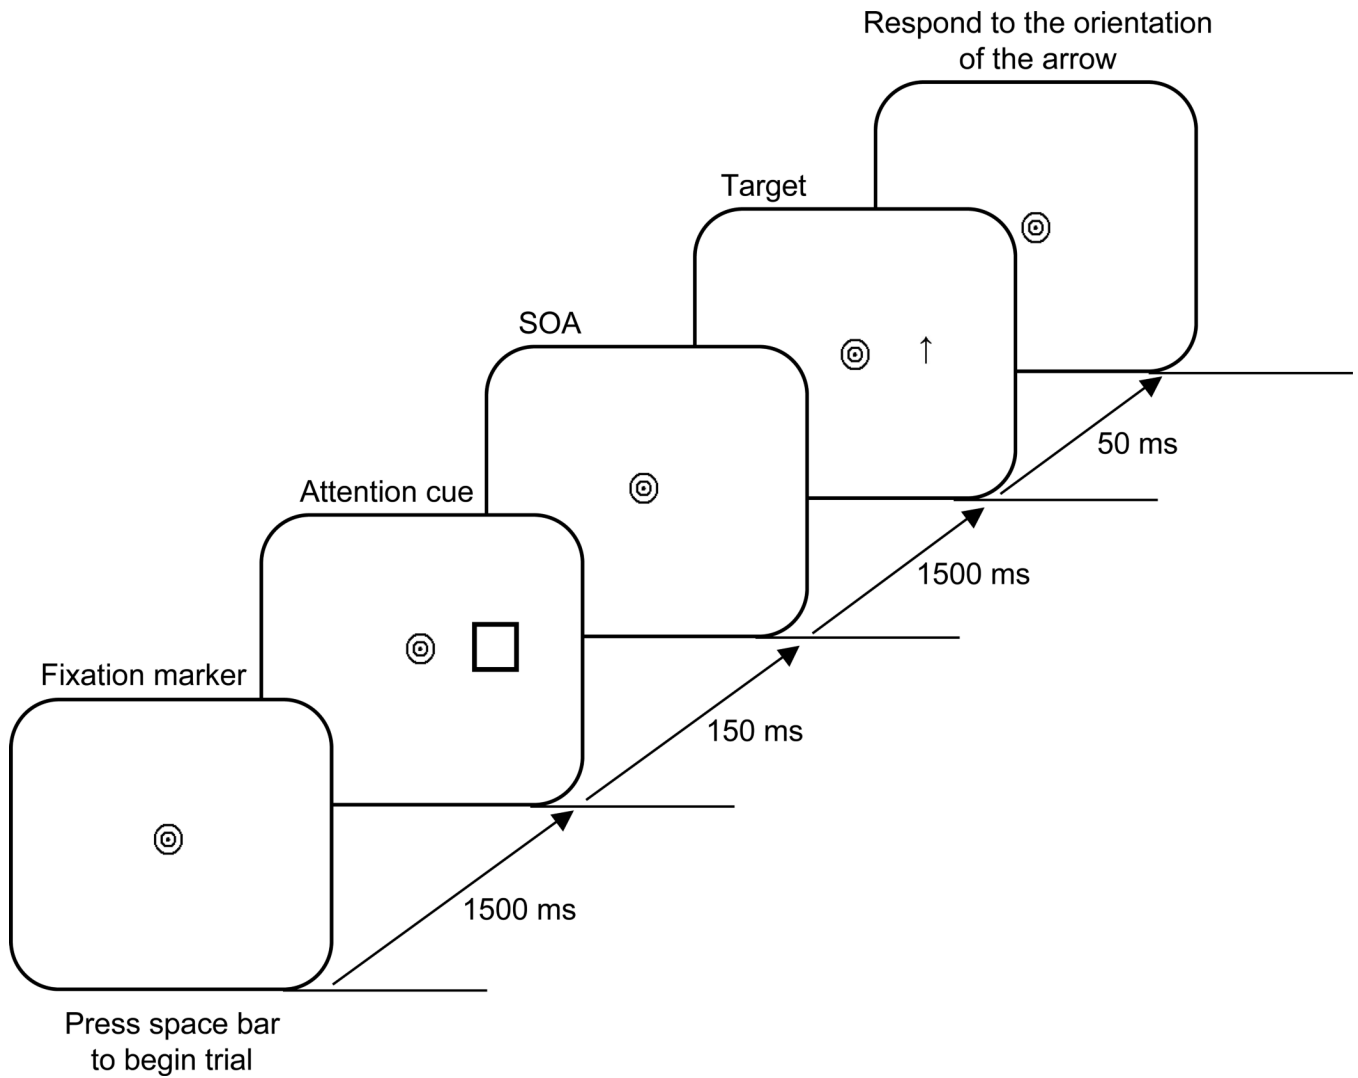 Respond to the orientation
of the arrow
Target
SOA
50 ms
Attention cue
1500 ms
Fixation marker
150 ms
1500 ms
Press space bar
to begin trial